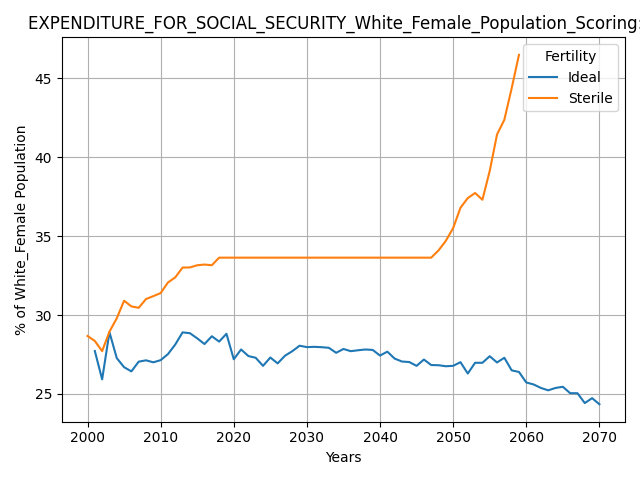 EXPENDITURE_FOR_SOCIAL_SECURITY_White_Female_Population_Scoring:
Fertility
Ideal
Sterile
% of White_Female Population
45
40
35
30
25
2000 2010 2020 2030 2040 2050 2060 2070
Years